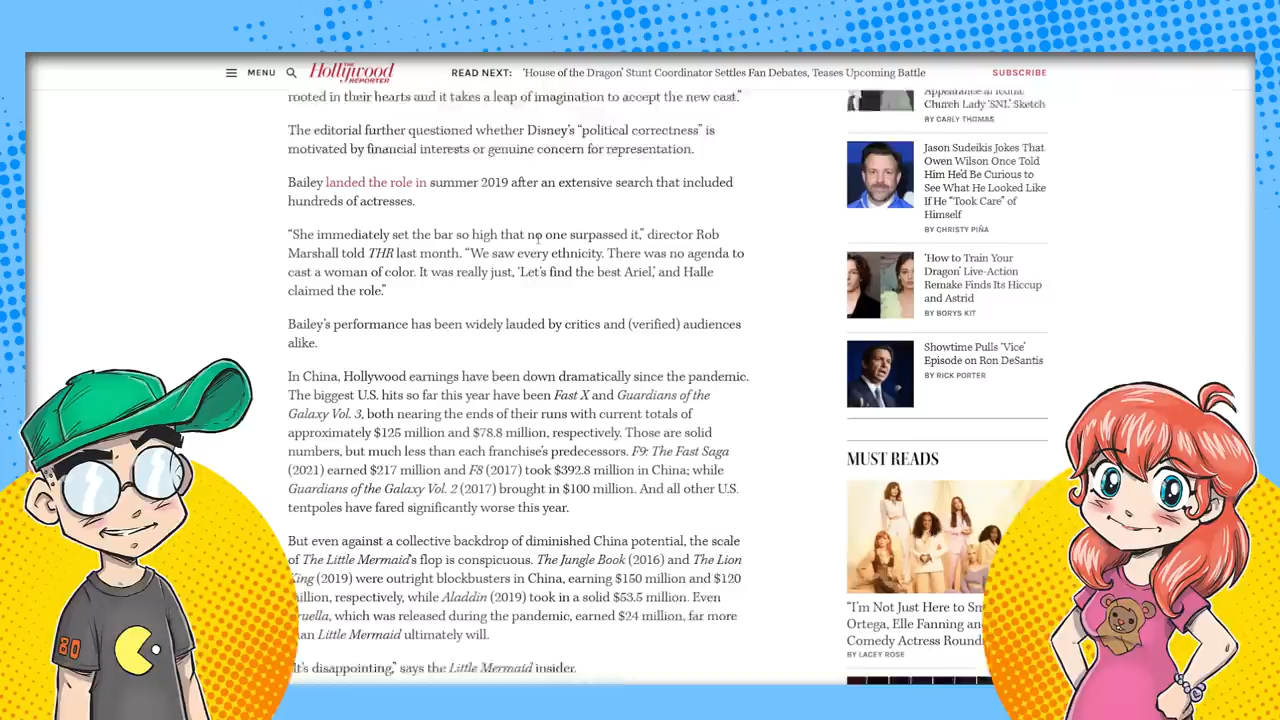 MENU
The Hollywood REPORTER
READ NEXT: 'House of the Dragon' Stunt Coordinator Settles Fan Debates, Teases Upcoming Battle
SUBSCRIBE
rooted in their hearts and it takes a leap of imagination to accept the new cast."
The editorial further questioned whether Disney's "political correctness" is
motivated by financial interests or genuine concern for representation.
Bailey landed the role in summer 2019 after an extensive search that included
hundreds of actresses.
"She immediately set the bar so high that no one surpassed it," director Rob
Marshall told THR last month. "We saw every ethnicity. There was no agenda to
cast a woman of color. It was really just, 'Let's find the best Ariel,' and Halle
claimed the role."
Bailey's performance has been widely lauded by critics and (verified) audiences
alike.
In China, Hollywood earnings have been down dramatically since the pandemic.
The biggest U.S. hits so far this year have been Fast X and Guardians of the
Galaxy Vol. 3, both nearing the ends of their runs with current totals of
approximately $125 million and $78.8 million, respectively. Those are solid
numbers, but much less than each franchise's predecessors. F9: The Fast Saga
(2021) earned $217 million and F8 (2017) took $392.8 million in China; while
Guardians of the Galaxy Vol. 2 (2017) brought in $100 million. And all other U.S.
tentpoles have fared significantly worse this year.
But even against a collective backdrop of diminished China potential, the scale
of The Little Mermaid's flop is conspicuous. The Jungle Book (2016) and The Lion
King (2019) were outright blockbusters in China, earning $150 million and $120
million, respectively, while Aladdin (2019) took in a solid $53.5 million. Even
ruella, which was released during the pandemic, earned $24 million, far more
han Little Mermaid ultimately will.
"It's disappointing," says the Little Mermaid insider.
Appearance in Iconic
Church Lady 'SNL' Sketch
BY CARLY THOMAS
Jason Sudeikis Jokes That
Owen Wilson Once Told
Him He'd Be Curious to
See What He Looked Like
If He "Took Care" of
Himself
BY CHRISTY PIÑA
'How to Train Your
Dragon' Live-Action
Remake Finds Its Hiccup
and Astrid
BY BORYS KIT
Showtime Pulls 'Vice'
Episode on Ron DeSantis
BY RICK PORTER
MUST READS
"I'm Not Just Here to Sm
Ortega, Elle Fanning and
Comedy Actress Round
BY LACEY ROSE
80